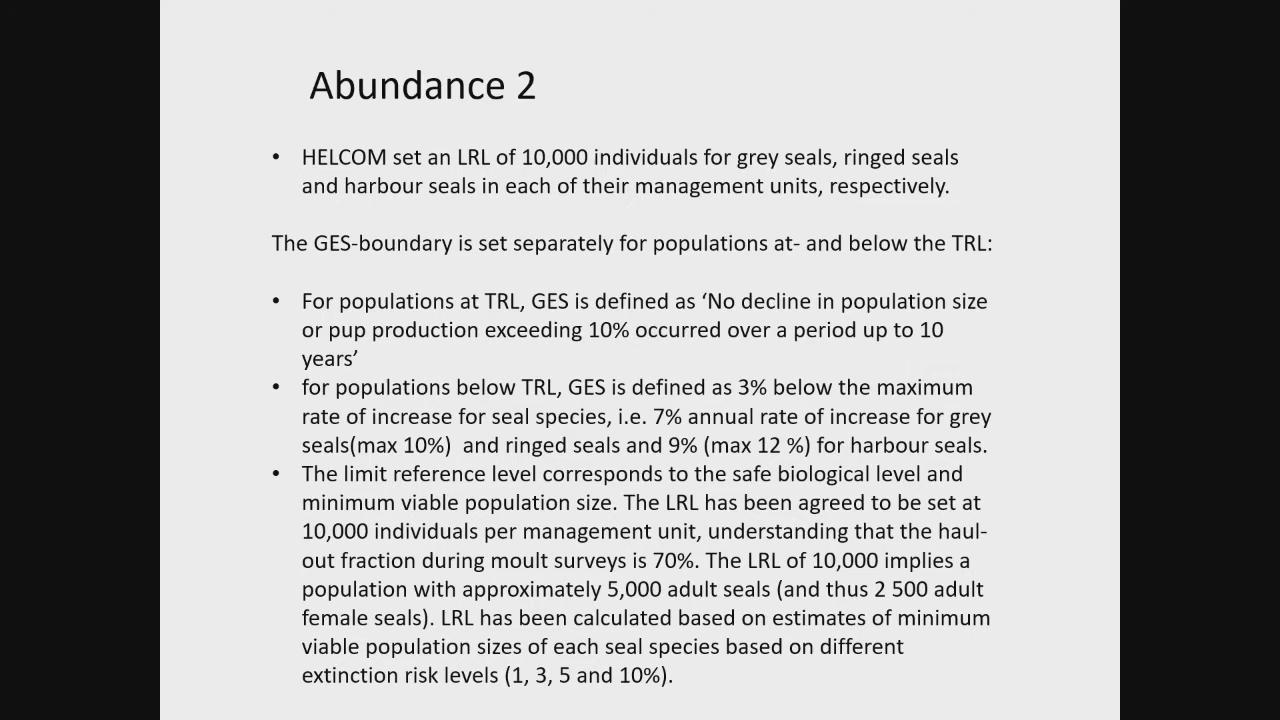 Abundance 2
• HELCOM set an LRL of 10,000 individuals for grey seals, ringed seals
and harbour seals in each of their management units, respectively.
The GES-boundary is set separately for populations at- and below the TRL:
• For populations at TRL, GES is defined as ‘No decline in population size
or pup production exceeding 10% occurred over a period up to 10
years’
• for populations below TRL, GES is defined as 3% below the maximum
rate of increase for seal species, i.e. 7% annual rate of increase for grey
seals(max 10%)  and ringed seals and 9% (max 12 %) for harbour seals.
• The limit reference level corresponds to the safe biological level and
minimum viable population size. The LRL has been agreed to be set at
10,000 individuals per management unit, understanding that the haul-
out fraction during moult surveys is 70%. The LRL of 10,000 implies a
population with approximately 5,000 adult seals (and thus 2 500 adult
female seals). LRL has been calculated based on estimates of minimum
viable population sizes of each seal species based on different
extinction risk levels (1, 3, 5 and 10%).